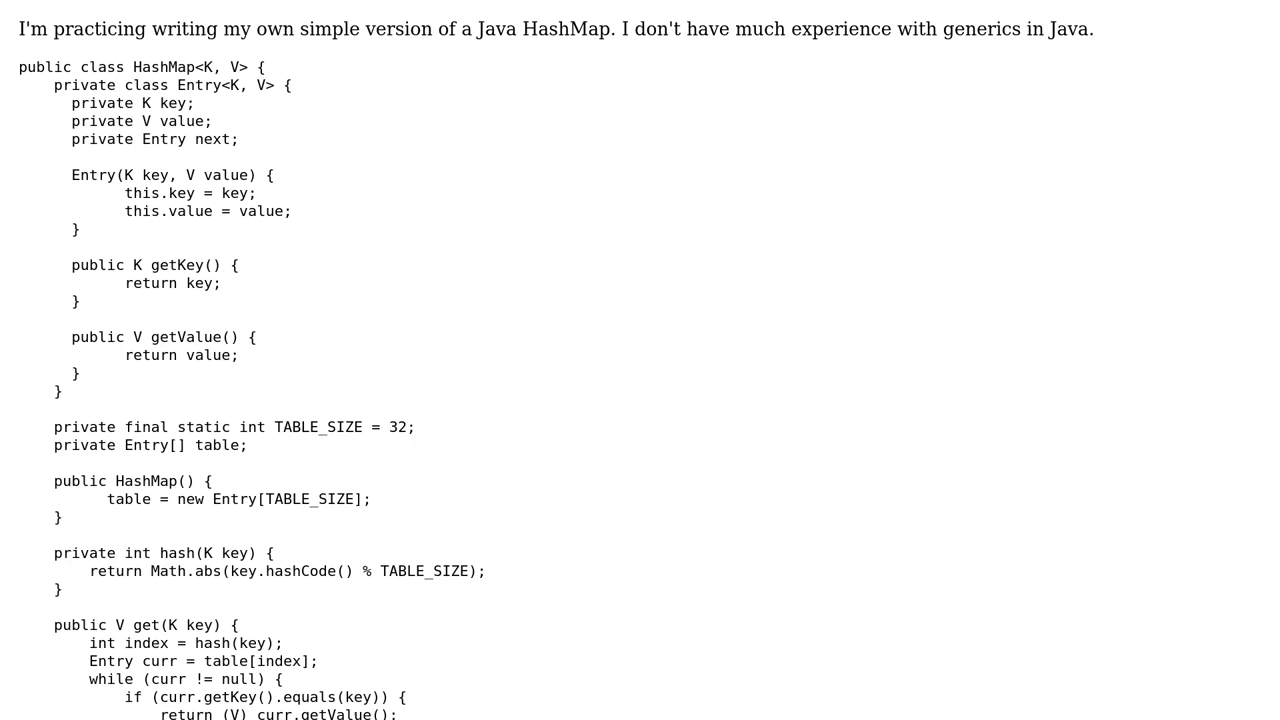 I'm practicing writing my own simple version of a Java HashMap. I don't have much experience with generics in Java.
public class HashMap<K, V> {
    private class Entry<K, V> {
      private K key;
      private V value;
      private Entry next;

      Entry(K key, V value) {
            this.key = key;
            this.value = value;
      }

      public K getKey() {
            return key;
      }

      public V getValue() {
            return value;
      }
    }

    private final static int TABLE_SIZE = 32;
    private Entry[] table;

    public HashMap() {
          table = new Entry[TABLE_SIZE];
    }

    private int hash(K key) {
        return Math.abs(key.hashCode() % TABLE_SIZE);
    }

    public V get(K key) {
        int index = hash(key);
        Entry curr = table[index];
        while (curr != null) {
            if (curr.getKey().equals(key)) {
                return (V) curr.getValue();